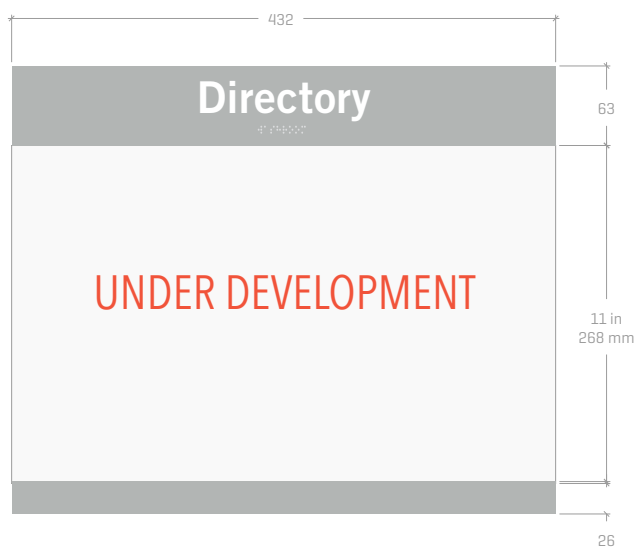 432
Directory
63
UNDER DEVELOPMENT
11 in
268 mm
26